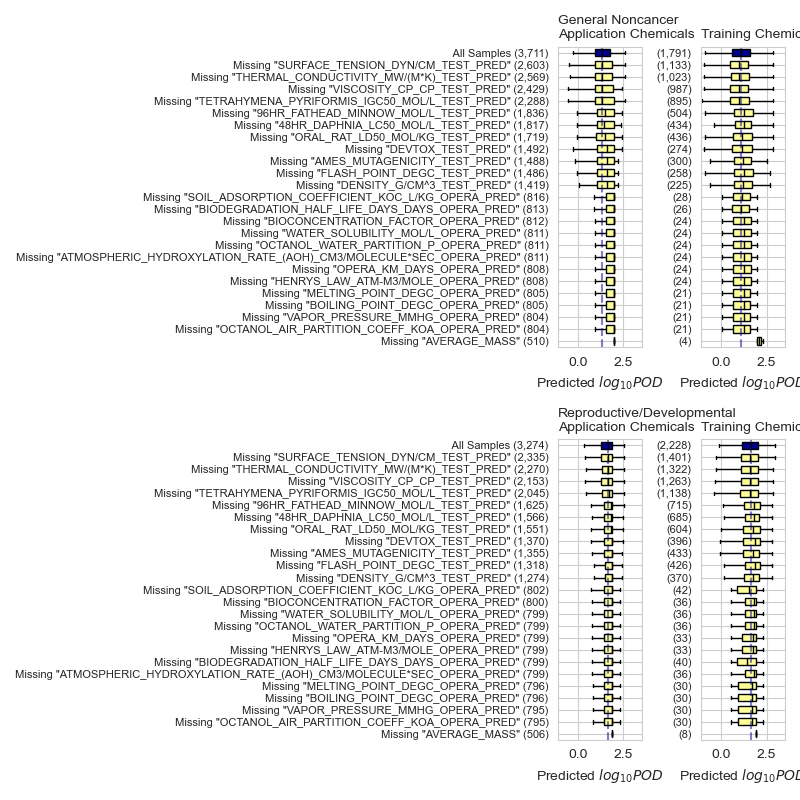 General Noncancer
Application Chemicals Training Chemic
All Samples (3,711) (1,791)
Missing "SURFACE_TENSION_DYN/CM_TEST_PRED" (2,603) (1,133)
Missing "THERMAL_CONDUCTIVITY_MW/(M*K)_TEST_PRED" (2,569) (1,023)
Missing "VISCOSITY_CP_CP_TEST_PRED" (2,429) (987)
Missing "TETRAHYMENA_PYRIFORMIS_IGC50_MOL/L_TEST_PRED" (2,288) (895)
Missing "96HR_FATHEAD_MINNOW_MOL/L_TEST_PRED" (1,836) (504)
Missing "48HR_DAPHNIA_LC50_MOL/L_TEST_PRED" (1,817) (434)
Missing "ORAL_RAT_LD50_MOL/KG_TEST_PRED" (1,719) (436)
Missing "DEVTOX_TEST_PRED" (1,492) (274)
Missing "AMES_MUTAGENICITY_TEST_PRED" (1,488) (300)
Missing "FLASH_POINT_DEGC_TEST_PRED" (1,486) (258)
Missing "DENSITY_G/CM^3_TEST_PRED" (1,419) (225)
Missing "SOIL_ADSORPTION_COEFFICIENT_KOC_L/KG_OPERA_PRED" (816) (28)
Missing "BIODEGRADATION_HALF_LIFE_DAYS_DAYS_OPERA_PRED" (813) (26)
Missing "BIOCONCENTRATION_FACTOR_OPERA_PRED" (812) (24)
Missing "WATER_SOLUBILITY_MOL/L_OPERA_PRED" (811) (24)
Missing "OCTANOL_WATER_PARTITION_P_OPERA_PRED" (811) (24)
Missing "ATMOSPHERIC_HYDROXYLATION_RATE_(AOH)_CM3/MOLECULE*SEC_OPERA_PRED" (811) (24)
Missing "OPERA_KM_DAYS_OPERA_PRED" (808) (24)
Missing "HENRYS_LAW_ATM-M3/MOLE_OPERA_PRED" (808) (24)
Missing "MELTING_POINT_DEGC_OPERA_PRED" (805) (21)
Missing "BOILING_POINT_DEGC_OPERA_PRED" (805) (21)
Missing "VAPOR_PRESSURE_MMHG_OPERA_PRED" (804) (21)
Missing "OCTANOL_AIR_PARTITION_COEFF_KOA_OPERA_PRED" (804) (21)
Missing "AVERAGE_MASS" (510) (4)
0.0 2.5 0.0 2.5
Predicted log10POD Predicted log10POD
Reproductive/Developmental
Application Chemicals Training Chemic
All Samples (3,274) (2,228)
Missing "SURFACE_TENSION_DYN/CM_TEST_PRED" (2,335) (1,401)
Missing "THERMAL_CONDUCTIVITY_MW/(M*K)_TEST_PRED" (2,270) (1,322)
Missing "VISCOSITY_CP_CP_TEST_PRED" (2,153) (1,263)
Missing "TETRAHYMENA_PYRIFORMIS_IGC50_MOL/L_TEST_PRED" (2,045) (1,138)
Missing "96HR_FATHEAD_MINNOW_MOL/L_TEST_PRED" (1,625) (715)
Missing "48HR_DAPHNIA_LC50_MOL/L_TEST_PRED" (1,566) (685)
Missing "ORAL_RAT_LD50_MOL/KG_TEST_PRED" (1,551) (604)
Missing "DEVTOX_TEST_PRED" (1,370) (396)
Missing "AMES_MUTAGENICITY_TEST_PRED" (1,355) (433)
Missing "FLASH_POINT_DEGC_TEST_PRED" (1,318) (426)
Missing "DENSITY_G/CM^3_TEST_PRED" (1,274) (370)
Missing "SOIL_ADSORPTION_COEFFICIENT_KOC_L/KG_OPERA_PRED" (802) (42)
Missing "BIOCONCENTRATION_FACTOR_OPERA_PRED" (800) (36)
Missing "WATER_SOLUBILITY_MOL/L_OPERA_PRED" (799) (36)
Missing "OCTANOL_WATER_PARTITION_P_OPERA_PRED" (799) (36)
Missing "OPERA_KM_DAYS_OPERA_PRED" (799) (33)
Missing "HENRYS_LAW_ATM-M3/MOLE_OPERA_PRED" (799) (33)
Missing "BIODEGRADATION_HALF_LIFE_DAYS_DAYS_OPERA_PRED" (799) (40)
Missing "ATMOSPHERIC_HYDROXYLATION_RATE_(AOH)_CM3/MOLECULE*SEC_OPERA_PRED" (799) (36)
Missing "MELTING_POINT_DEGC_OPERA_PRED" (796) (30)
Missing "BOILING_POINT_DEGC_OPERA_PRED" (796) (30)
Missing "VAPOR_PRESSURE_MMHG_OPERA_PRED" (795) (30)
Missing "OCTANOL_AIR_PARTITION_COEFF_KOA_OPERA_PRED" (795) (30)
Missing "AVERAGE_MASS" (506) (8)
0.0 2.5 0.0 2.5
Predicted log10POD Predicted log10POD